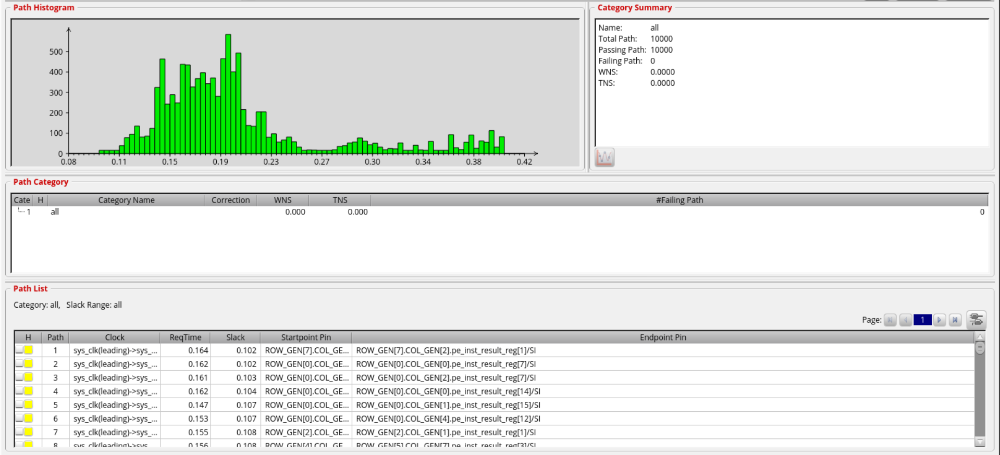 Path Histogram
500
400
300
200
100
0
0.08 0.11 0.15 0.19 0.23 0.27 0.30 0.34 0.38 0.42
Category Summary
Name: all
Total Path: 10000
Passing Path: 10000
Failing Path: 0
WNS: 0.0000
TNS: 0.0000
Path Category
Cate H Category Name Correction WNS TNS #Failing Path
1 all 0.000 0.000 0
Path List
Category: all, Slack Range: all
Page: 1
H Path Clock ReqTime Slack Startpoint Pin Endpoint Pin
1 sys_clk(leading)->sys_... 0.164 0.102 ROW_GEN[7].COL_GE... ROW_GEN[7].COL_GEN[2].pe_inst_result_reg[1]/SI
2 sys_clk(leading)->sys_... 0.162 0.102 ROW_GEN[0].COL_GE... ROW_GEN[0].COL_GEN[0].pe_inst_result_reg[7]/SI
3 sys_clk(leading)->sys_... 0.161 0.103 ROW_GEN[0].COL_GE... ROW_GEN[0].COL_GEN[2].pe_inst_result_reg[7]/SI
4 sys_clk(leading)->sys_... 0.162 0.104 ROW_GEN[0].COL_GE... ROW_GEN[0].COL_GEN[0].pe_inst_result_reg[14]/SI
5 sys_clk(leading)->sys_... 0.147 0.107 ROW_GEN[0].COL_GE... ROW_GEN[0].COL_GEN[1].pe_inst_result_reg[15]/SI
6 sys_clk(leading)->sys_... 0.153 0.107 ROW_GEN[0].COL_GE... ROW_GEN[0].COL_GEN[4].pe_inst_result_reg[12]/SI
7 sys_clk(leading)->sys_... 0.155 0.108 ROW_GEN[2].COL_GE... ROW_GEN[2].COL_GEN[1].pe_inst_result_reg[1]/SI
8 sys_clk(leading)->sys_... 0.156 0.108 ROW_GEN[4].COL_GE... ROW_GEN[5].COL_GEN[7].pe_inst_result_reg[3]/SI